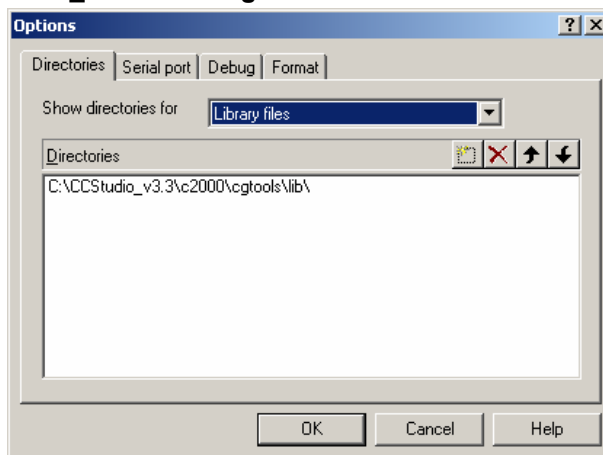 Options
Directories Serial port Debug Format
Show directories for Library files
Directories
C:\CCStudio_v3.3\c2000\cgtools\lib\
OK Cancel Help